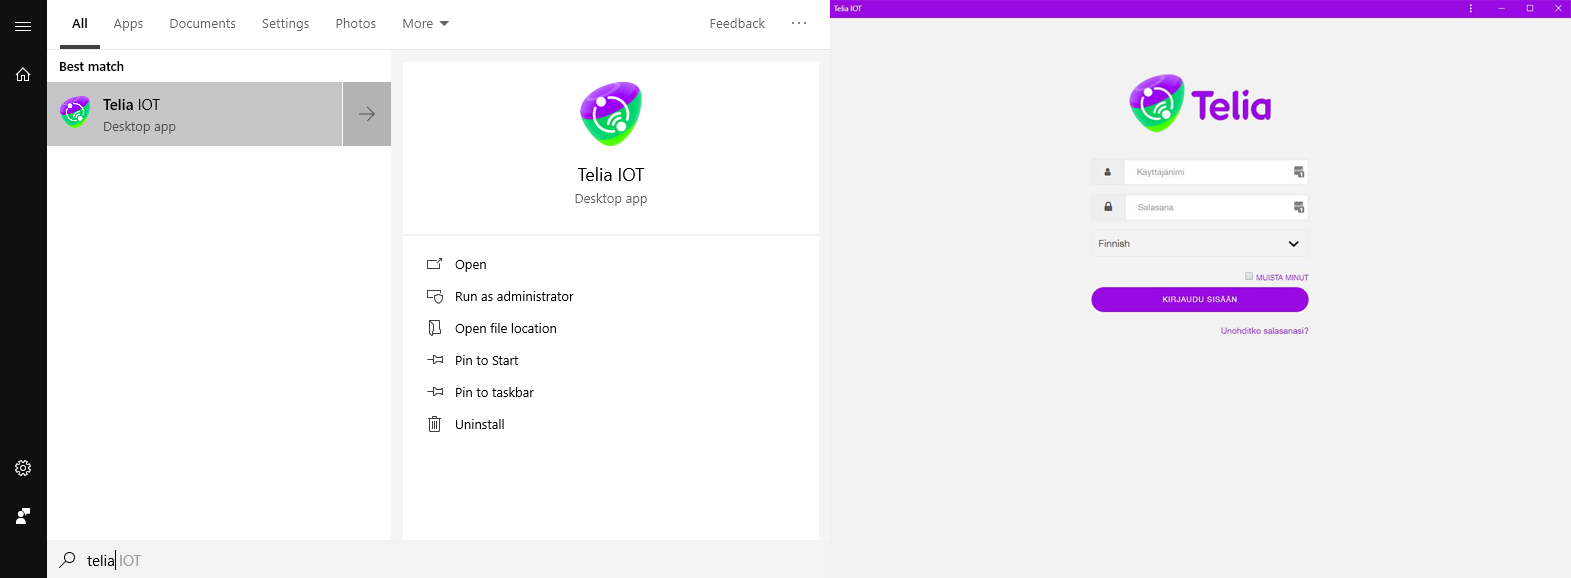 All Apps Documents Settings Photos More Feedback ...
Best match
Telia IOT
Desktop app
Telia IOT
Desktop app
Open
Run as administrator
Open file location
Pin to Start
Pin to taskbar
Uninstall
telia IOT
Telia IOT
Telia
Käyttäjänimi
Salasana
Finnish
MUISTA MINUT
KIRJAUDU SISÄÄN
Unohditko salasanasi?